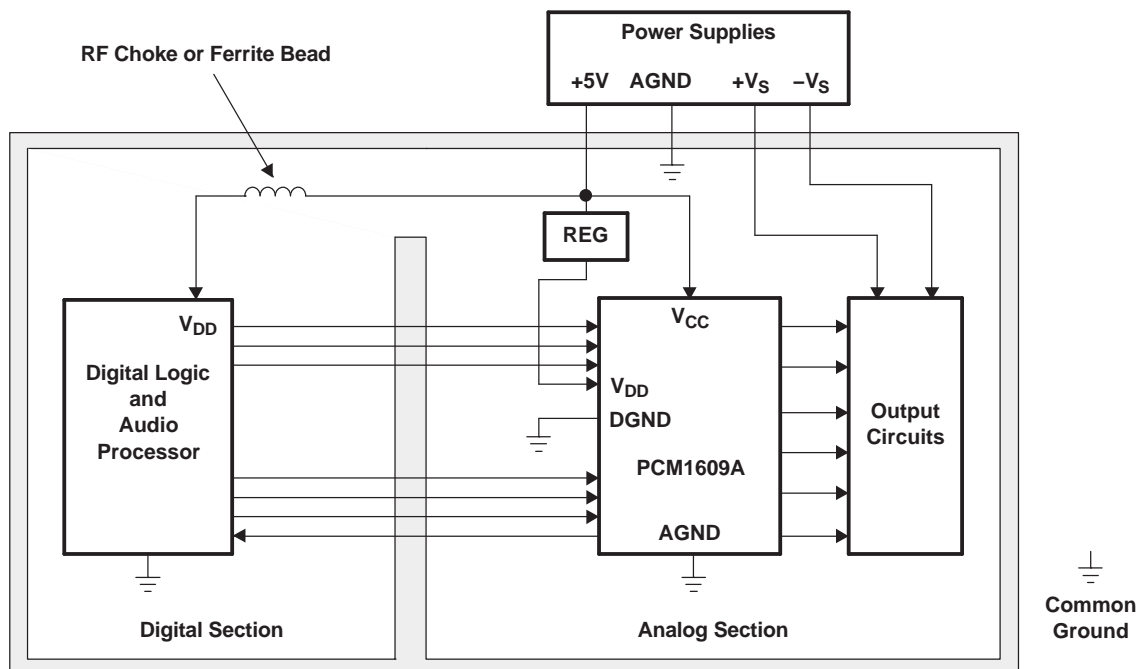 Power Supplies
RF Choke or Ferrite Bead
+5V AGND +VS −VS
REG
VDD
Digital Logic
and
Audio
Processor
VCC
VDD
DGND
PCM1609A
AGND
Output
Circuits
Digital Section
Analog Section
Common
Ground